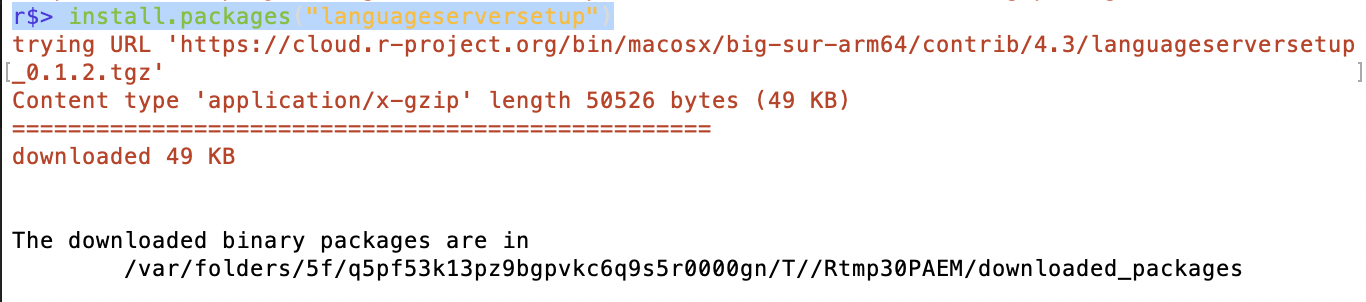 r$> install.packages("languageserversetup")
trying URL 'https://cloud.r-project.org/bin/macosx/big-sur-arm64/contrib/4.3/languageserversetup
_0.1.2.tgz'
Content type 'application/x-gzip' length 50526 bytes (49 KB)
==================================================
downloaded 49 KB
The downloaded binary packages are in
/var/folders/5f/q5pf53k13pz9bgpvkc6q9s5r0000gn/T//Rtmp30PAEM/downloaded_packages